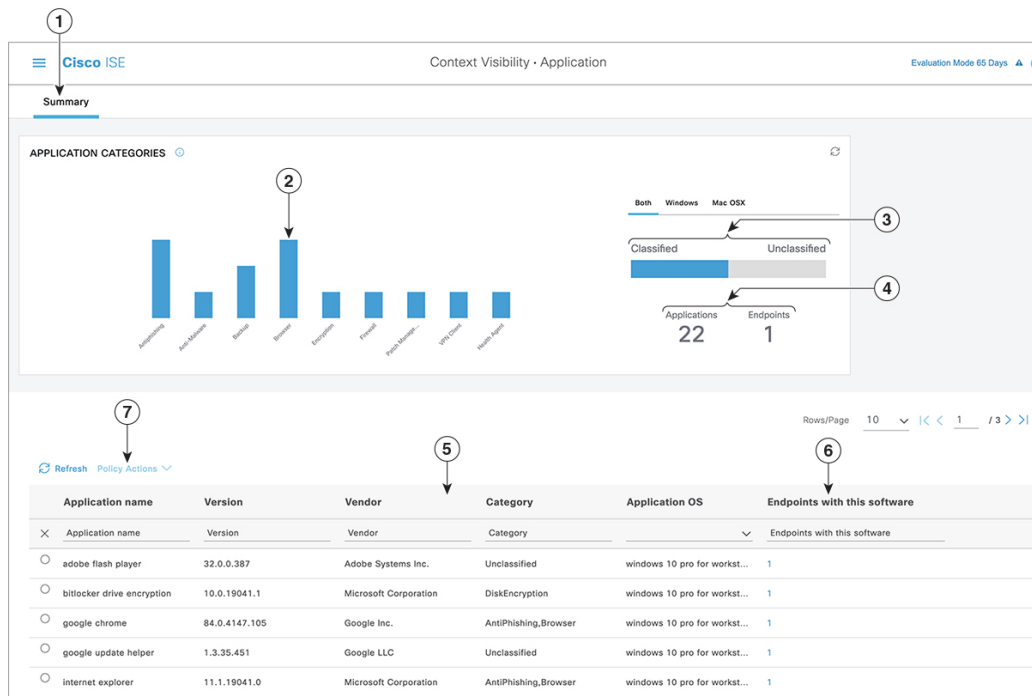 1
Cisco ISE
Context Visibility · Application
Evaluation Mode 65 Days
Summary
APPLICATION CATEGORIES
2
Both Windows Mac OSX
3
Classified Unclassified
4
Applications Endpoints
22 1
Antiphishing Anti-Malware Backup Browser Encryption Firewall Patch Manage... VPN Client Health Agent
Rows/Page 10 |< < 1 / 3 > >|
7
5
6
Refresh Policy Actions
Application name Version Vendor Category Application OS Endpoints with this software
Application name Version Vendor Category Endpoints with this software
adobe flash player 32.0.0.387 Adobe Systems Inc. Unclassified windows 10 pro for workst... 1
bitlocker drive encryption 10.0.19041.1 Microsoft Corporation DiskEncryption windows 10 pro for workst... 1
google chrome 84.0.4147.105 Google Inc. AntiPhishing,Browser windows 10 pro for workst... 1
google update helper 1.3.35.451 Google LLC Unclassified windows 10 pro for workst... 1
internet explorer 11.1.19041.0 Microsoft Corporation AntiPhishing,Browser windows 10 pro for workst... 1